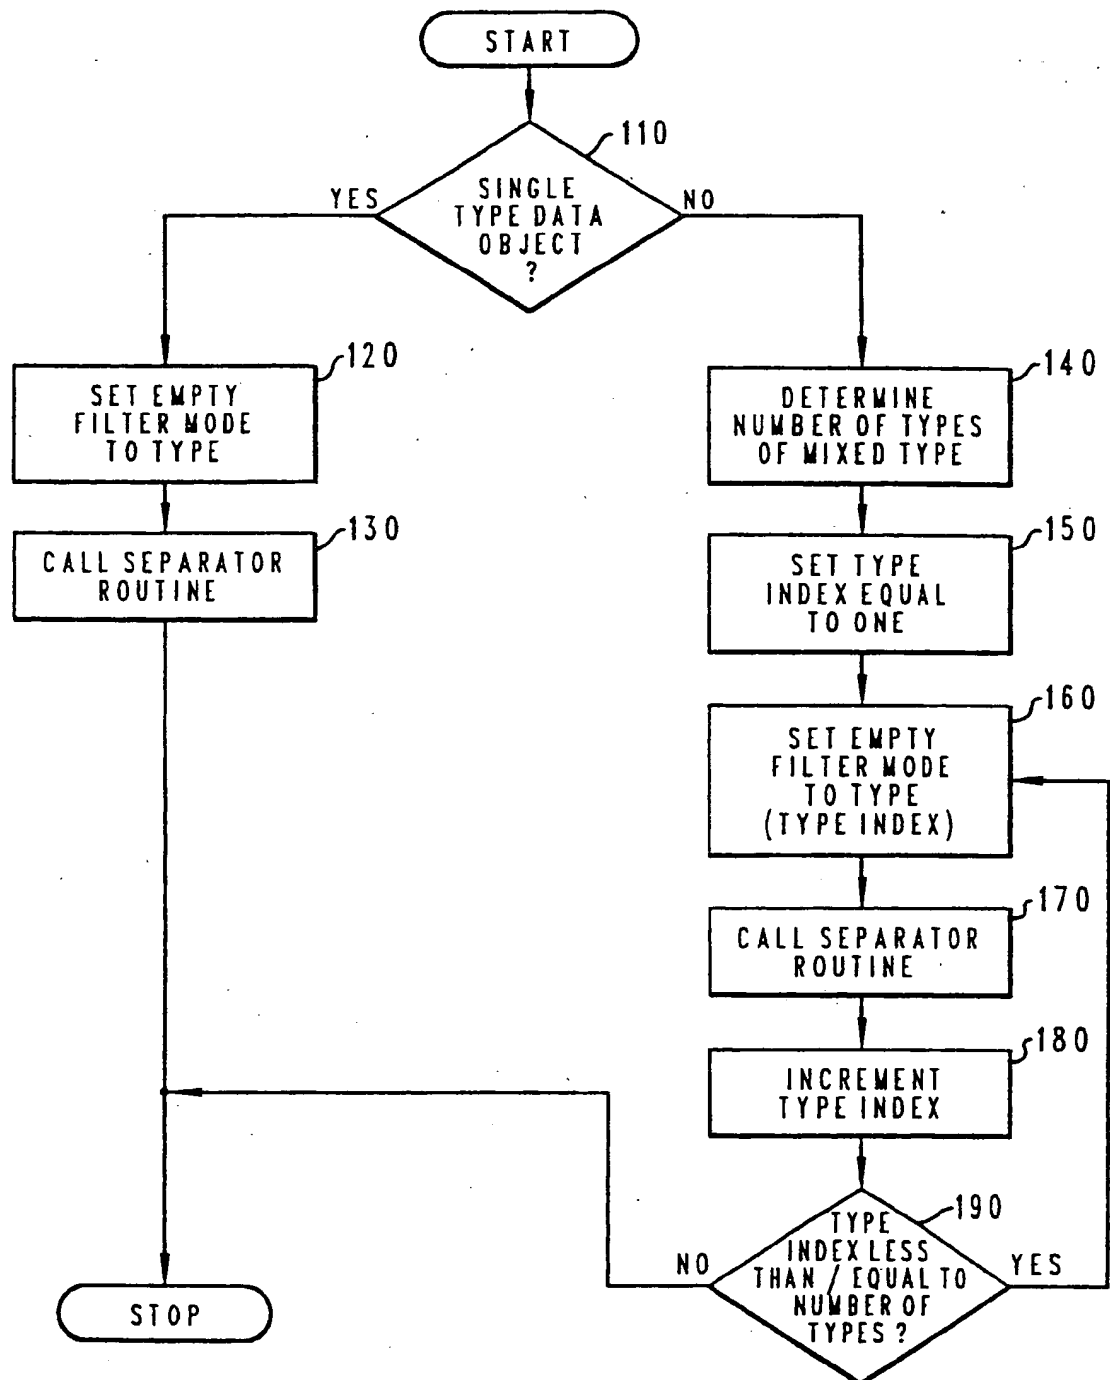 START
110
SINGLE
TYPE DATA
OBJECT
?
YES
NO
120
SET EMPTY
FILTER MODE
TO TYPE
130
CALL SEPARATOR
ROUTINE
140
DETERMINE
NUMBER OF TYPES
OF MIXED TYPE
150
SET TYPE
INDEX EQUAL
TO ONE
160
SET EMPTY
FILTER MODE
TO TYPE
(TYPE INDEX)
170
CALL SEPARATOR
ROUTINE
180
INCREMENT
TYPE INDEX
190
TYPE
INDEX LESS
THAN / EQUAL TO
NUMBER OF
TYPES ?
NO
YES
STOP